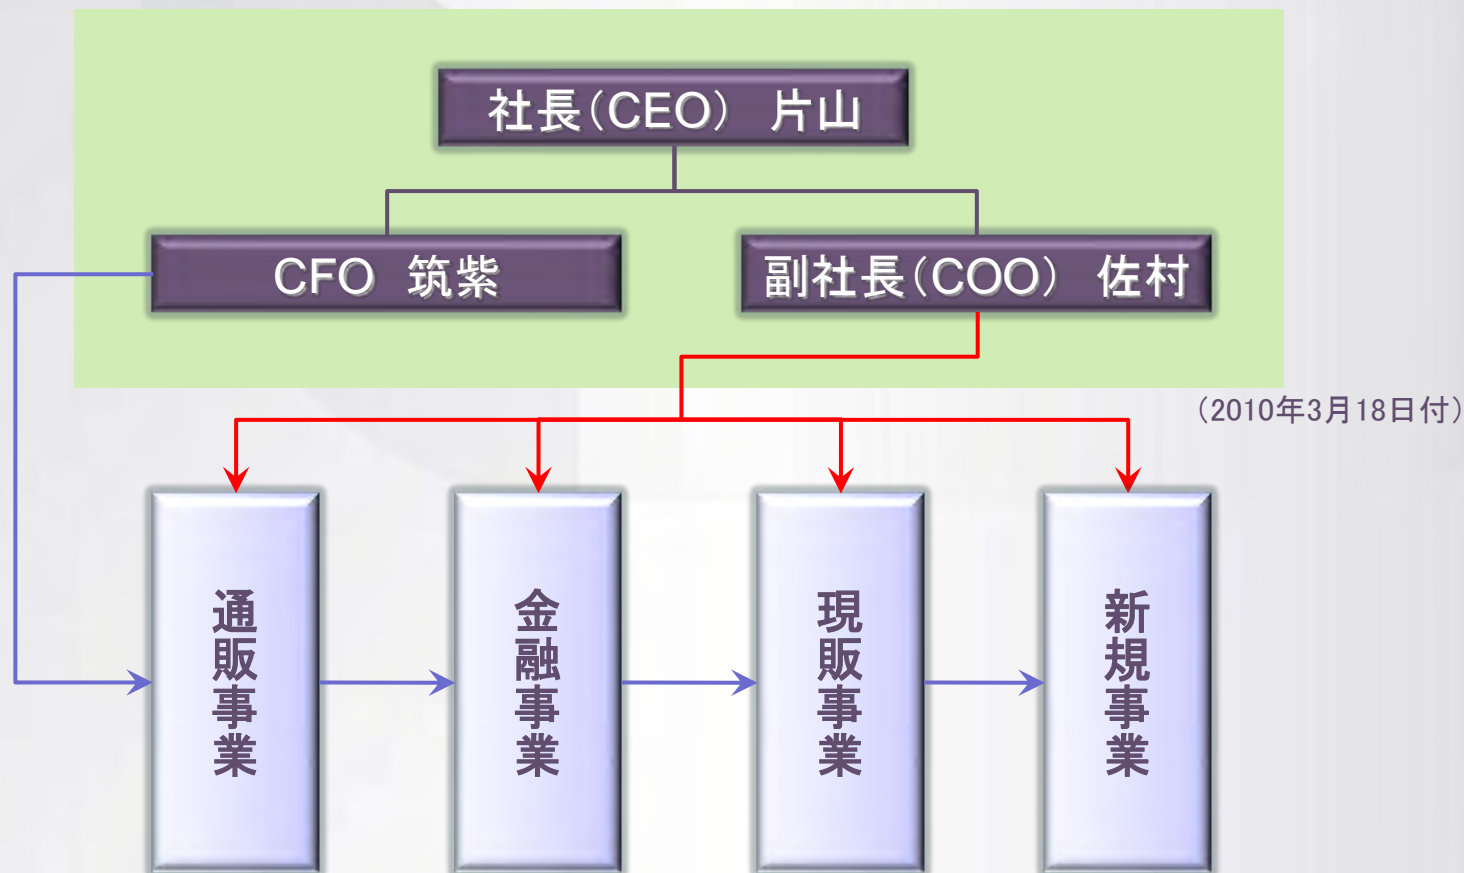 社長（CEO）　片山
CFO　筑紫
副社長（COO）　佐村
（2010年3月18日付）
通販事業
金融事業
現販事業
新規事業